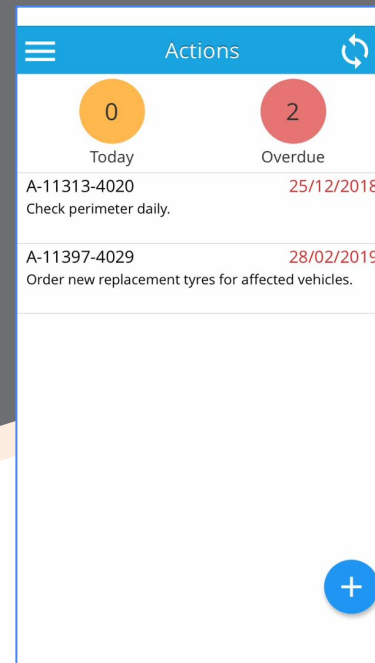 Actions
0
2
Today
Overdue
A-11313-4020 25/12/2018
Check perimeter daily.
A-11397-4029 28/02/2019
Order new replacement tyres for affected vehicles.
+